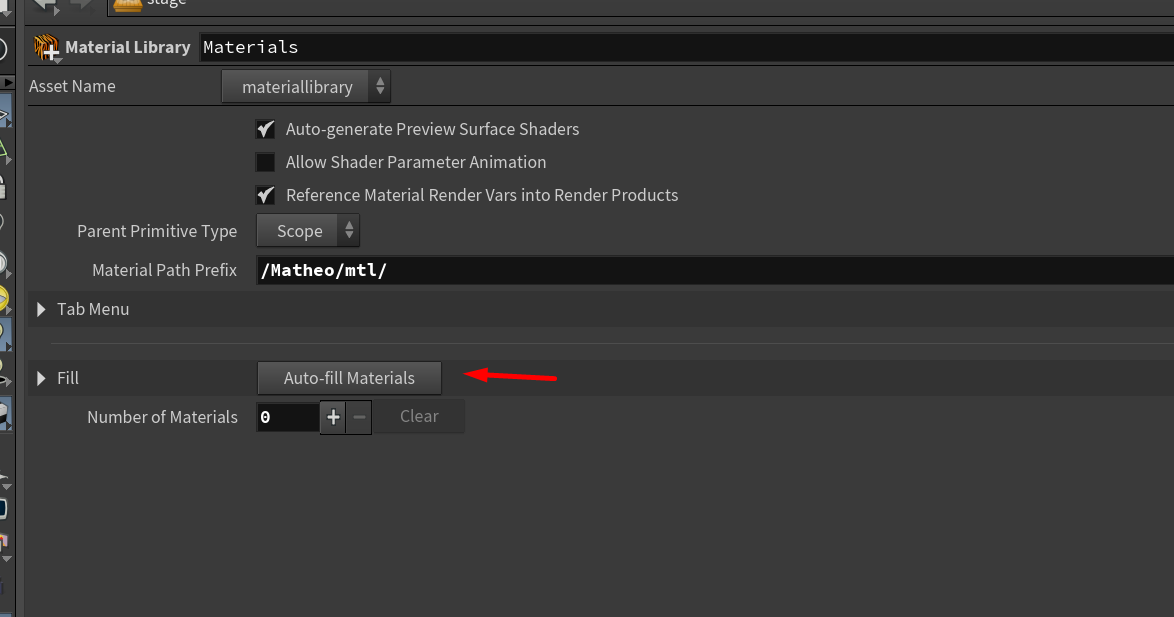 stage
Material Library Materials
Asset Name materiallibrary
Auto-generate Preview Surface Shaders
Allow Shader Parameter Animation
Reference Material Render Vars into Render Products
Parent Primitive Type Scope
Material Path Prefix /Matheo/mtl/
Tab Menu
Fill Auto-fill Materials
Number of Materials 0 + − Clear